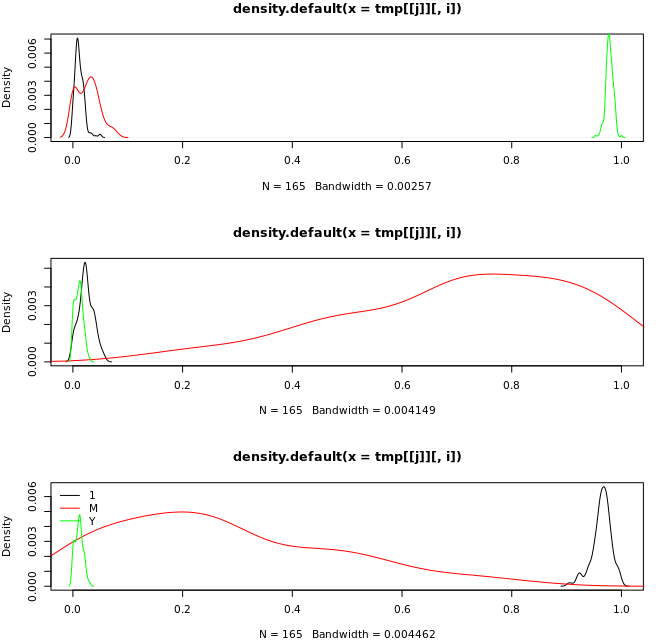 density.default(x = tmp[[j]][, i])
Density
0.000 0.003 0.006
0.0 0.2 0.4 0.6 0.8 1.0
N = 165 Bandwidth = 0.00257
density.default(x = tmp[[j]][, i])
Density
0.000 0.003
0.0 0.2 0.4 0.6 0.8 1.0
N = 165 Bandwidth = 0.004149
density.default(x = tmp[[j]][, i])
Density
0.000 0.003 0.006
1
M
Y
0.0 0.2 0.4 0.6 0.8 1.0
N = 165 Bandwidth = 0.004462